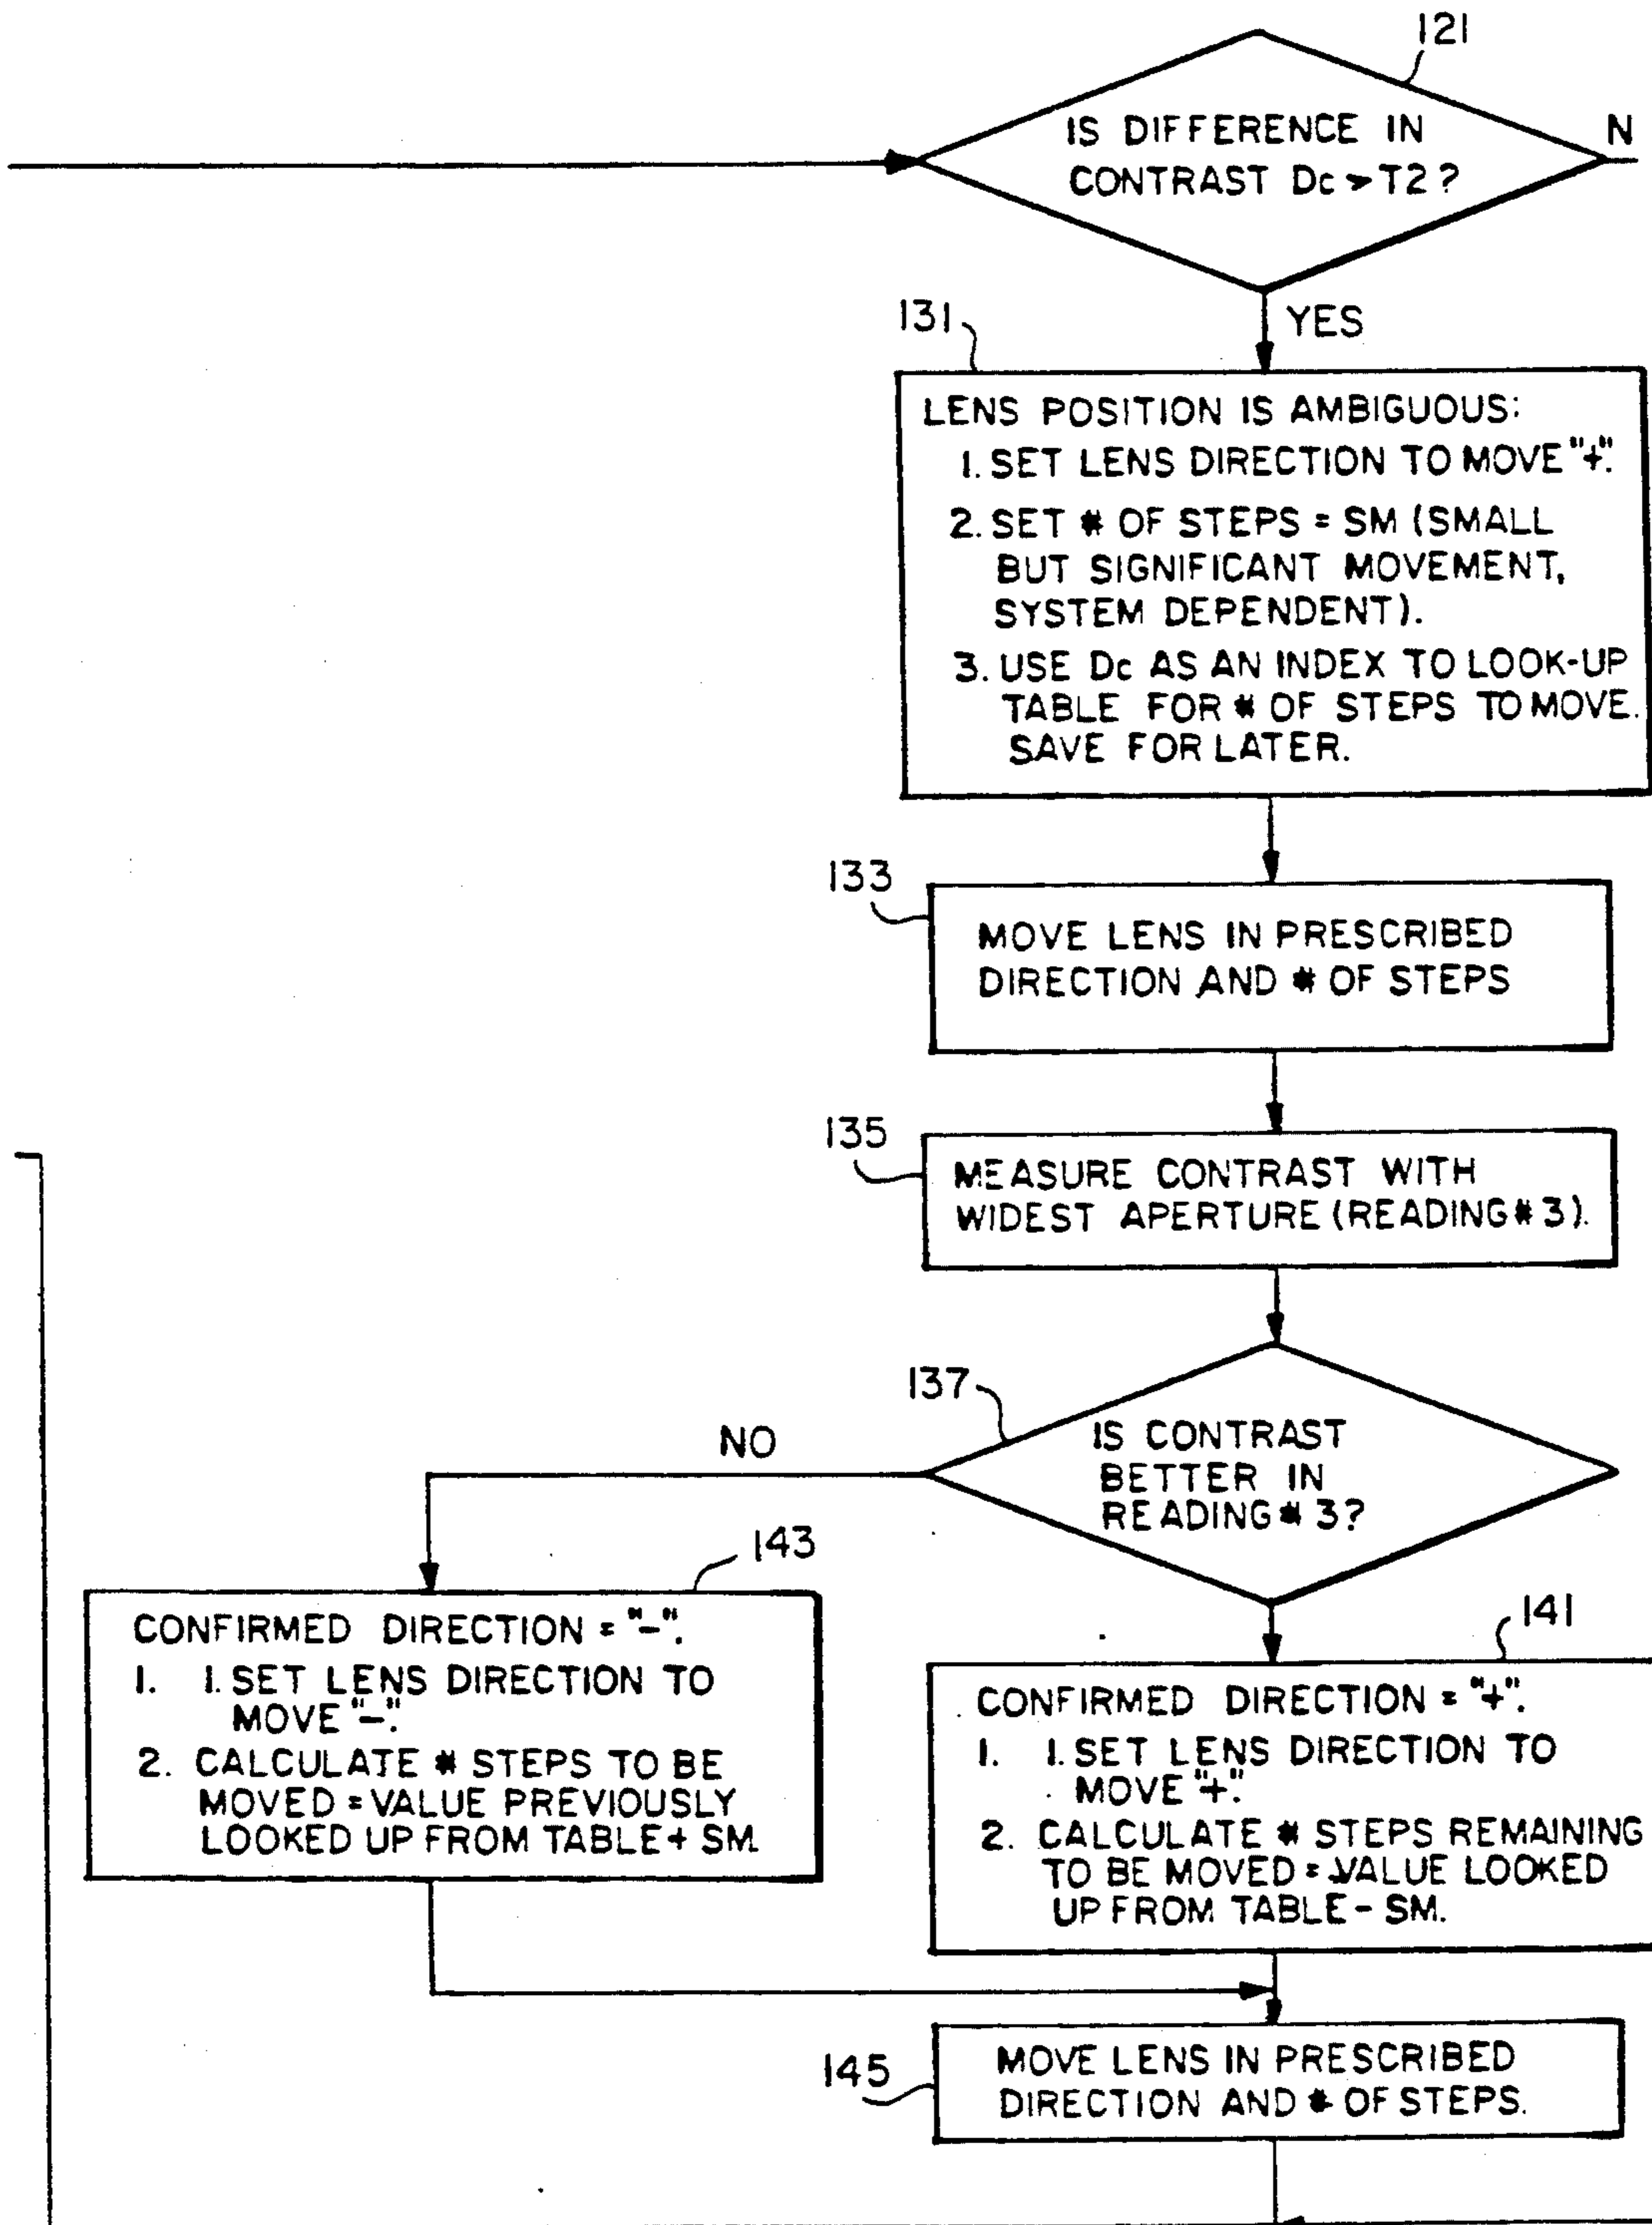 121
IS DIFFERENCE IN
CONTRAST Dc > T2?
N
YES
131
LENS POSITION IS AMBIGUOUS:
1. SET LENS DIRECTION TO MOVE "+".
2. SET # OF STEPS = SM (SMALL
BUT SIGNIFICANT MOVEMENT,
SYSTEM DEPENDENT).
3. USE Dc AS AN INDEX TO LOOK-UP
TABLE FOR # OF STEPS TO MOVE.
SAVE FOR LATER.
133
MOVE LENS IN PRESCRIBED
DIRECTION AND # OF STEPS
135
MEASURE CONTRAST WITH
WIDEST APERTURE (READING # 3).
137
IS CONTRAST
BETTER IN
READING # 3?
NO
143
CONFIRMED DIRECTION = "-".
1. 1. SET LENS DIRECTION TO
MOVE "-".
2. CALCULATE # STEPS TO BE
MOVED = VALUE PREVIOUSLY
LOOKED UP FROM TABLE + SM.
141
CONFIRMED DIRECTION = "+".
1. 1. SET LENS DIRECTION TO
MOVE "+".
2. CALCULATE # STEPS REMAINING
TO BE MOVED = VALUE LOOKED
UP FROM TABLE - SM.
145
MOVE LENS IN PRESCRIBED
DIRECTION AND # OF STEPS.